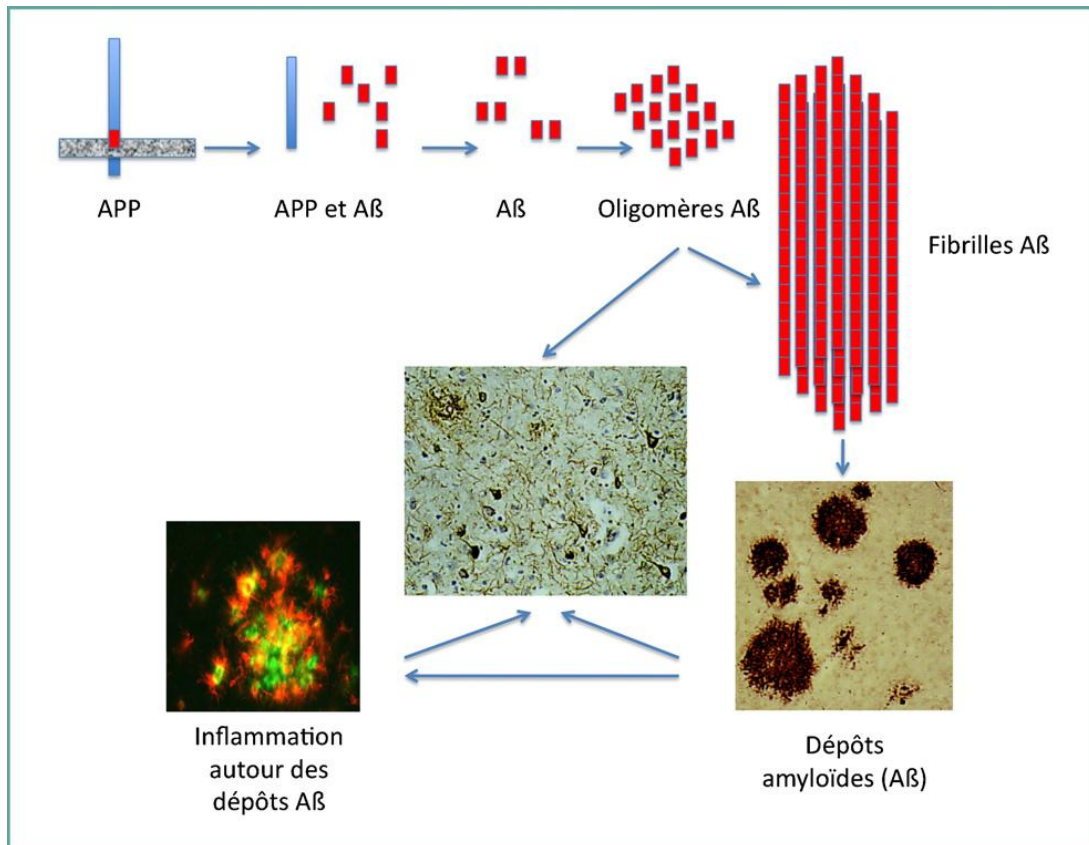 APP
APP et Aß
Aß
Oligomères Aß
Fibrilles Aß
Inflammation
autour des
dépôts Aß
Dépôts
amyloïdes (Aß)